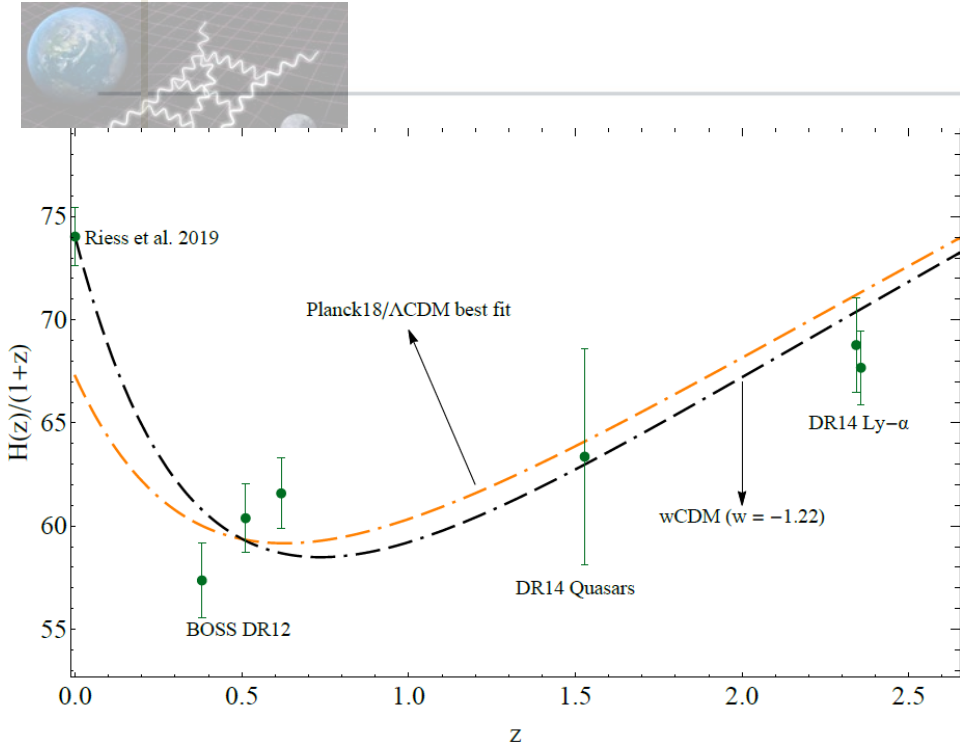 75
Riess et al. 2019
Planck18/ΛCDM best fit
70
H(z)/(1+z)
65
DR14 Ly−α
wCDM (w = −1.22)
60
DR14 Quasars
BOSS DR12
55
0.0 0.5 1.0 1.5 2.0 2.5
z